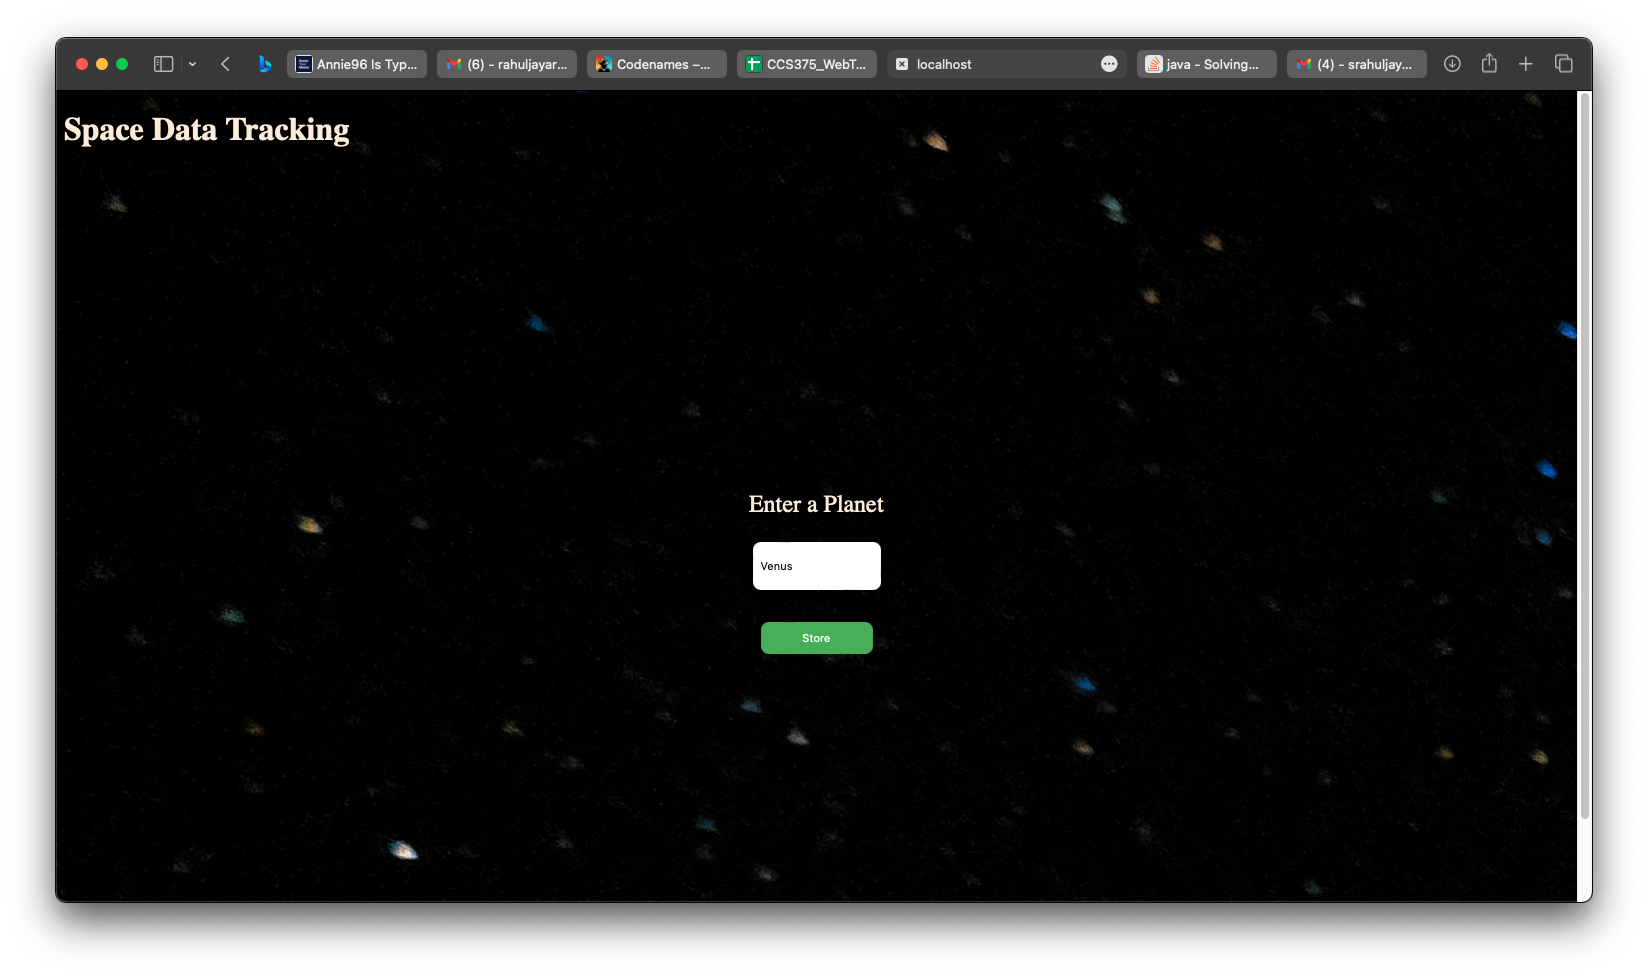 Annie96 Is Typ...
(6) - rahuljayar...
Codenames –...
CCS375_WebT...
localhost
java - Solving...
(4) - srahuljay...
Space Data Tracking
Enter a Planet
Venus
Store